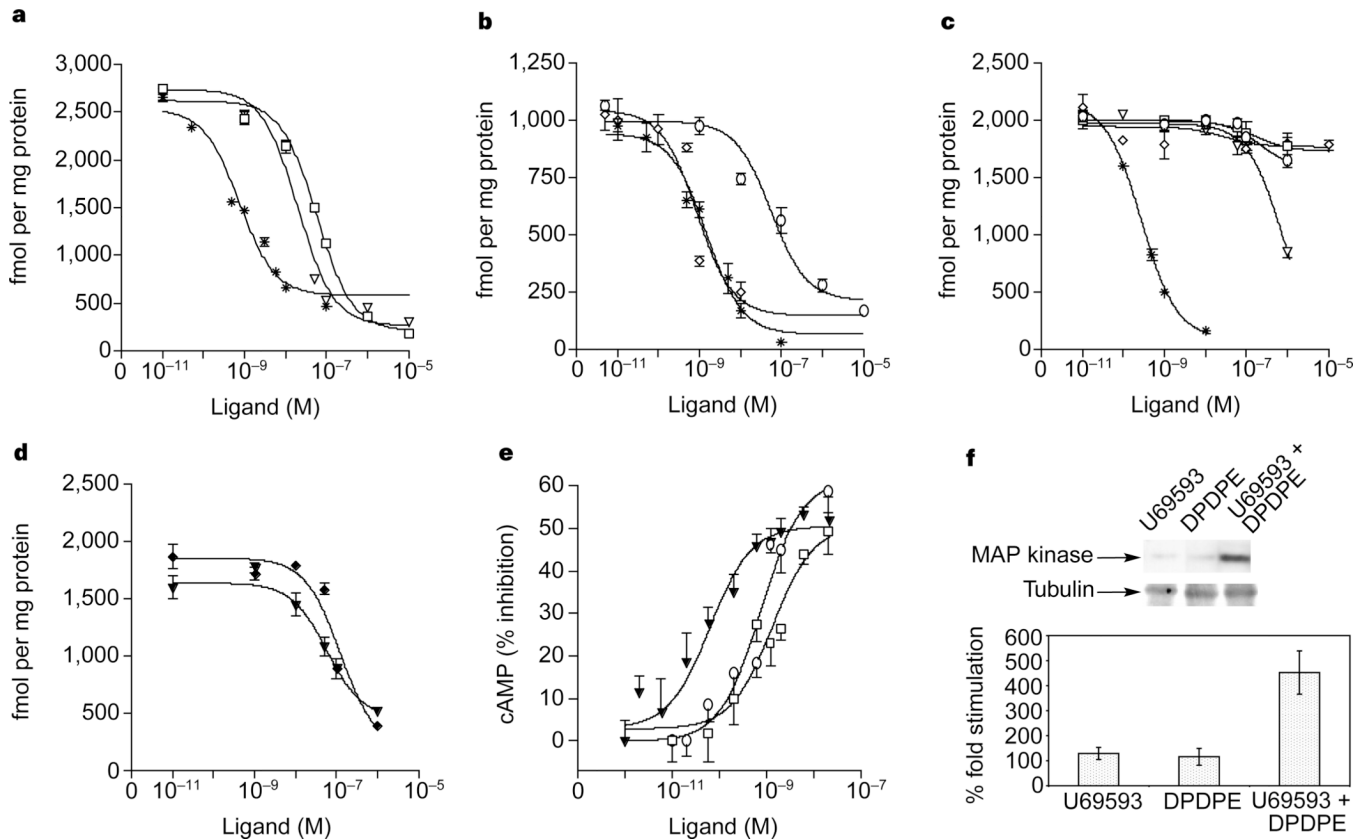 a
fmol per mg protein
3,000
2,500
2,000
1,500
1,000
500
0
0 10⁻¹¹ 10⁻⁹ 10⁻⁷ 10⁻⁵
Ligand (M)
b
fmol per mg protein
1,250
1,000
750
500
250
0
0 10⁻¹¹ 10⁻⁹ 10⁻⁷ 10⁻⁵
Ligand (M)
c
fmol per mg protein
2,500
2,000
1,500
1,000
500
0
0 10⁻¹¹ 10⁻⁹ 10⁻⁷ 10⁻⁵
Ligand (M)
d
fmol per mg protein
2,500
2,000
1,500
1,000
500
0
0 10⁻¹¹ 10⁻⁹ 10⁻⁷ 10⁻⁵
Ligand (M)
e
cAMP (% inhibition)
60
50
40
30
20
10
0
0 10⁻¹¹ 10⁻⁹ 10⁻⁷
Ligand (M)
f
U69593
DPDPE
U69593 +
DPDPE
MAP kinase
Tubulin
% fold stimulation
600
500
400
300
200
100
0
U69593 DPDPE U69593 +
DPDPE